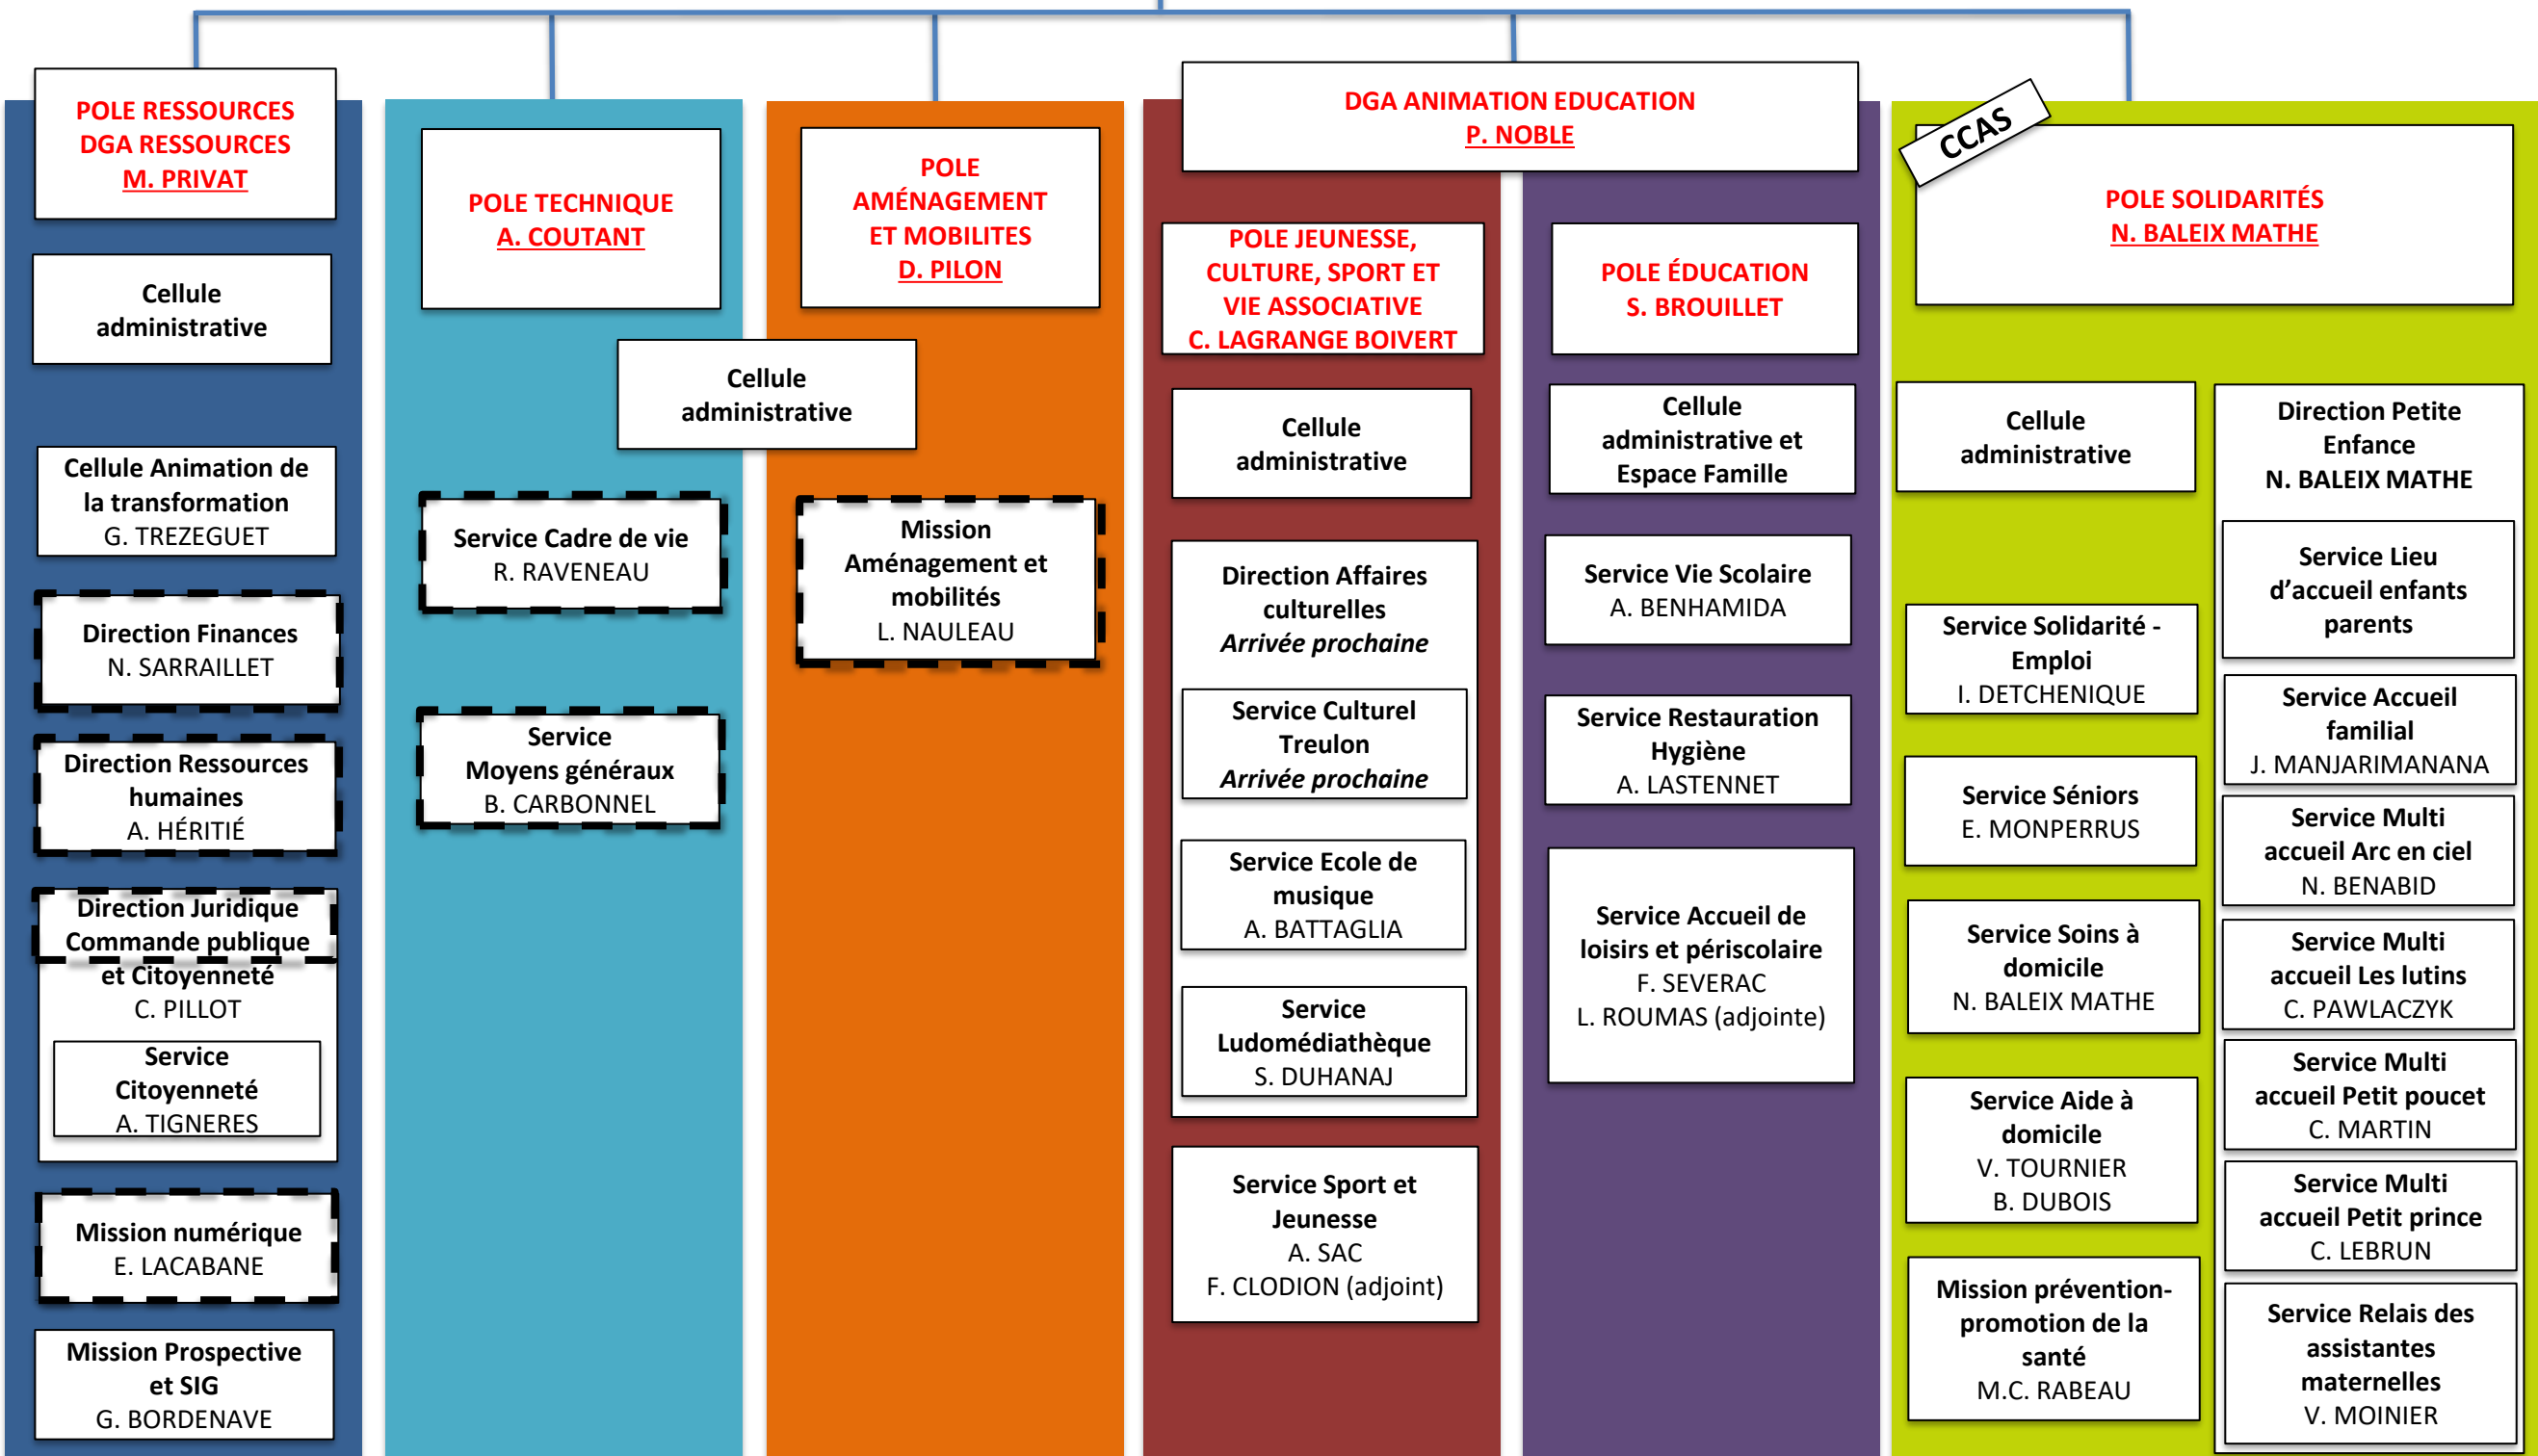 POLE RESSOURCES
DGA RESSOURCES
M. PRIVAT
Cellule
administrative
Cellule Animation de
la transformation
G. TREZEGUET
Direction Finances
N. SARRAILLET
Direction Ressources
humaines
A. HÉRITIÉ
Direction Juridique
Commande publique
et Citoyenneté
C. PILLOT
Service
Citoyenneté
A. TIGNERES
Mission numérique
E. LACABANE
Mission Prospective
et SIG
G. BORDENAVE
POLE TECHNIQUE
A. COUTANT
Cellule
administrative
Service Cadre de vie
R. RAVENEAU
Service
Moyens généraux
B. CARBONNEL
POLE
AMÉNAGEMENT
ET MOBILITES
D. PILON
Mission
Aménagement et
mobilités
L. NAULEAU
DGA ANIMATION EDUCATION
P. NOBLE
POLE JEUNESSE,
CULTURE, SPORT ET
VIE ASSOCIATIVE
C. LAGRANGE BOIVERT
Cellule
administrative
Direction Affaires
culturelles
Arrivée prochaine
Service Culturel
Treulon
Arrivée prochaine
Service Ecole de
musique
A. BATTAGLIA
Service
Ludomédiathèque
S. DUHANAJ
Service Sport et
Jeunesse
A. SAC
F. CLODION (adjoint)
POLE ÉDUCATION
S. BROUILLET
Cellule
administrative et
Espace Famille
Service Vie Scolaire
A. BENHAMIDA
Service Restauration
Hygiène
A. LASTENNET
Service Accueil de
loisirs et périscolaire
F. SEVERAC
L. ROUMAS (adjointe)
CCAS
POLE SOLIDARITÉS
N. BALEIX MATHE
Cellule
administrative
Service Solidarité -
Emploi
I. DETCHENIQUE
Service Séniors
E. MONPERRUS
Service Soins à
domicile
N. BALEIX MATHE
Service Aide à
domicile
V. TOURNIER
B. DUBOIS
Mission prévention-
promotion de la
santé
M.C. RABEAU
Direction Petite
Enfance
N. BALEIX MATHE
Service Lieu
d’accueil enfants
parents
Service Accueil
familial
J. MANJARIMANANA
Service Multi
accueil Arc en ciel
N. BENABID
Service Multi
accueil Les lutins
C. PAWLACZYK
Service Multi
accueil Petit poucet
C. MARTIN
Service Multi
accueil Petit prince
C. LEBRUN
Service Relais des
assistantes
maternelles
V. MOINIER